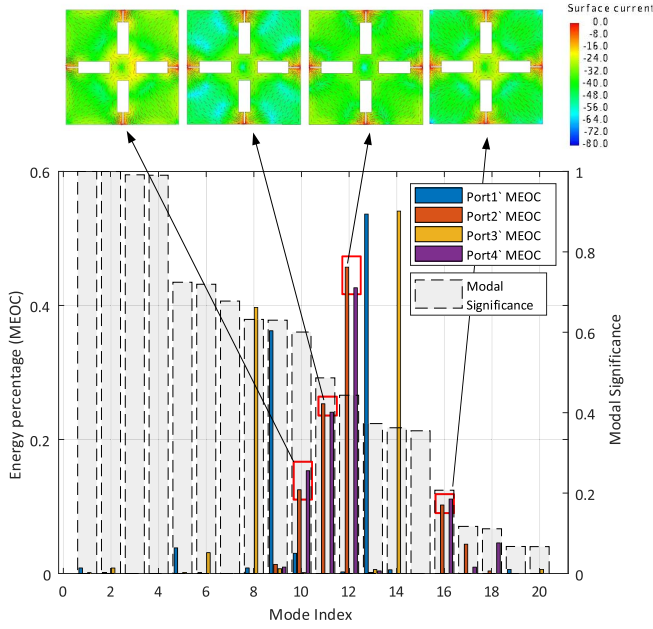 Surface current
0.0
-8.0
-16.0
-24.0
-32.0
-40.0
-48.0
-56.0
-64.0
-72.0
-80.0
Port1` MEOC
Port2` MEOC
Port3` MEOC
Port4` MEOC
Modal
Significance
Energy percentage (MEOC)
0.6
0.4
0.2
0
Modal Significance
1
0.8
0.6
0.4
0.2
0
0 2 4 6 8 10 12 14 16 18 20
Mode Index